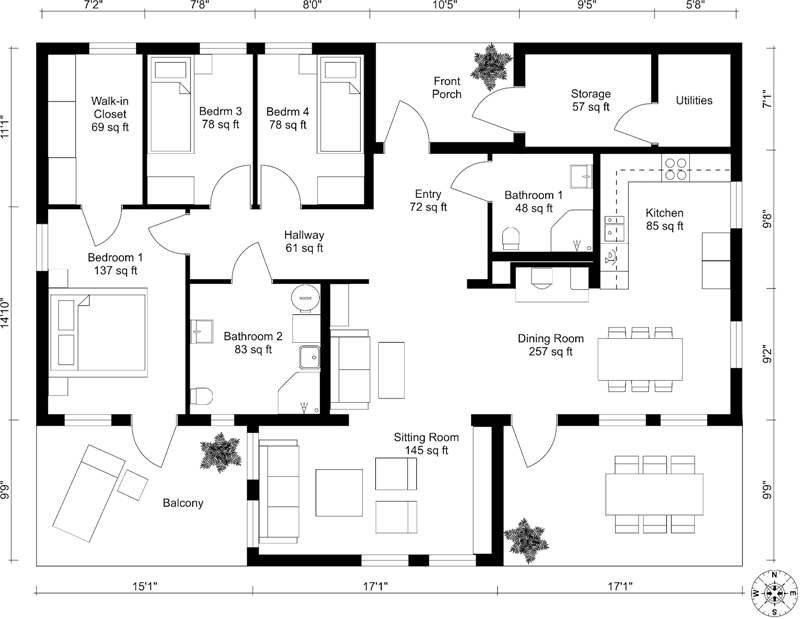 7'2"
7'8"
8'0"
10'5"
9'5"
5'8"
11'1"
14'10"
9'9"
7'1"
9'8"
9'2"
9'9"
Walk-in
Closet
69 sq ft
Bedrm 3
78 sq ft
Bedrm 4
78 sq ft
Front
Porch
Storage
57 sq ft
Utilities
Entry
72 sq ft
Bathroom 1
48 sq ft
Kitchen
85 sq ft
Hallway
61 sq ft
Bedroom 1
137 sq ft
Bathroom 2
83 sq ft
Dining Room
257 sq ft
Sitting Room
145 sq ft
Balcony
15'1"
17'1"
17'1"
N
W
E
S